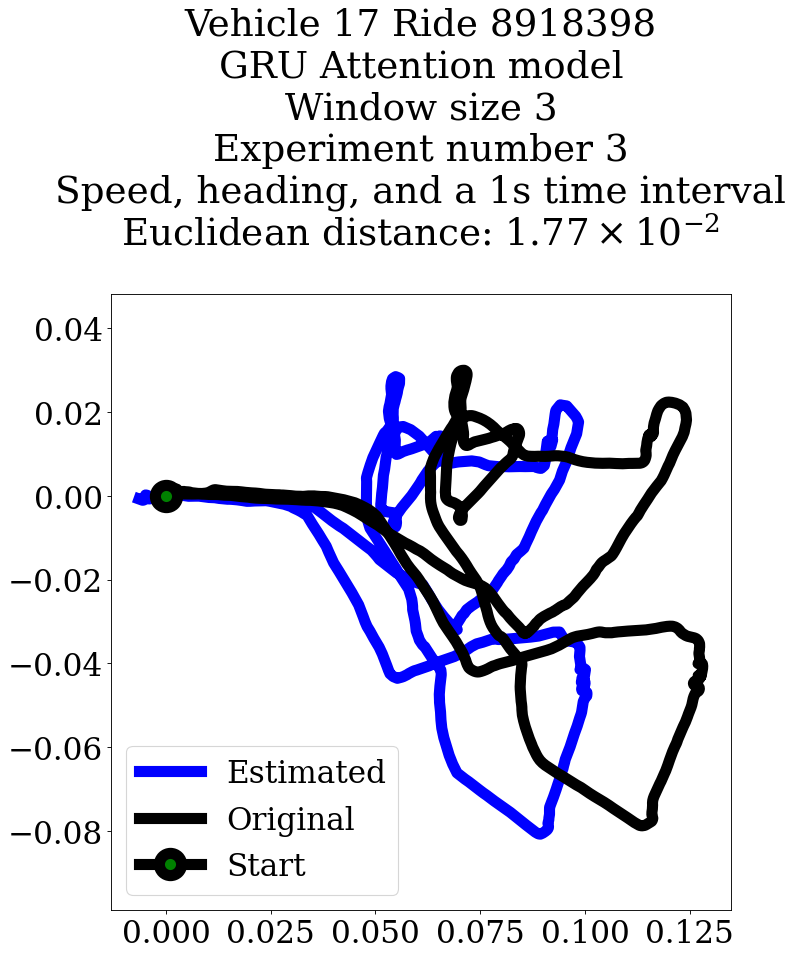 Vehicle 17 Ride 8918398
GRU Attention model
Window size 3
Experiment number 3
Speed, heading, and a 1s time interval
Euclidean distance: 1.77 × 10⁻²
0.04
0.02
0.00
−0.02
−0.04
−0.06
−0.08
Estimated
Original
Start
0.000 0.025 0.050 0.075 0.100 0.125